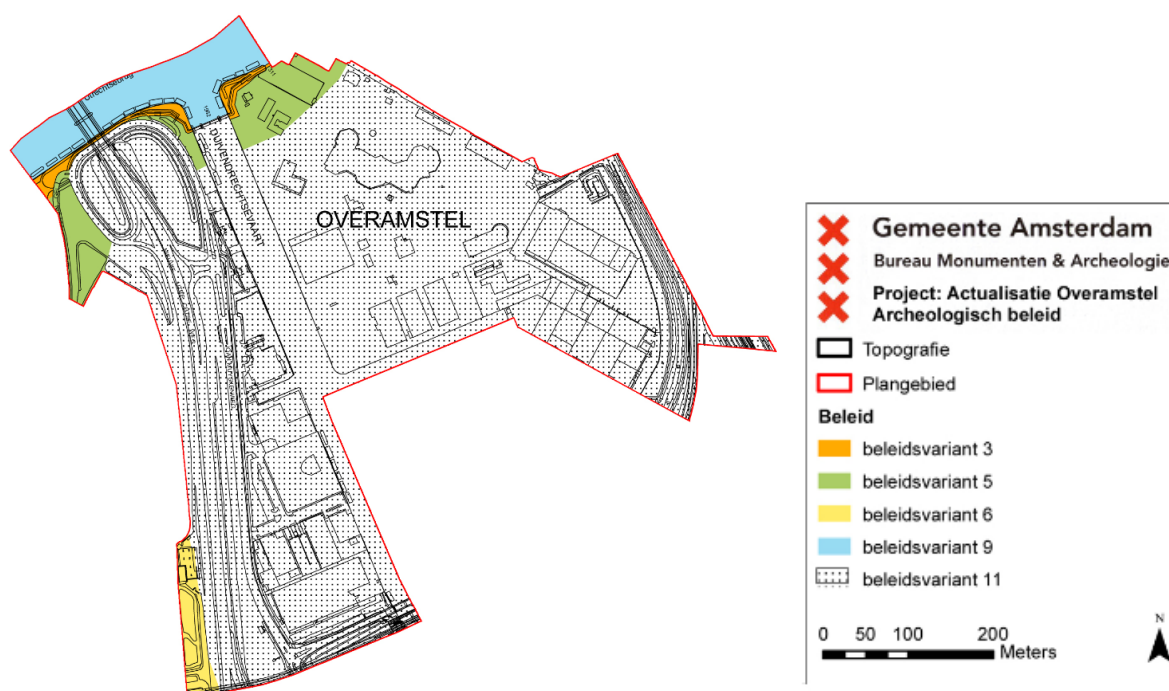 Utrechtsebrug
DUIVENDRECHTSEVAART
OVERAMSTEL
Gemeente Amsterdam
Bureau Monumenten & Archeologie
Project: Actualisatie Overamstel
Archeologisch beleid
Topografie
Plangebied
Beleid
beleidsvariant 3
beleidsvariant 5
beleidsvariant 6
beleidsvariant 9
beleidsvariant 11
N
0 50 100 200
Meters